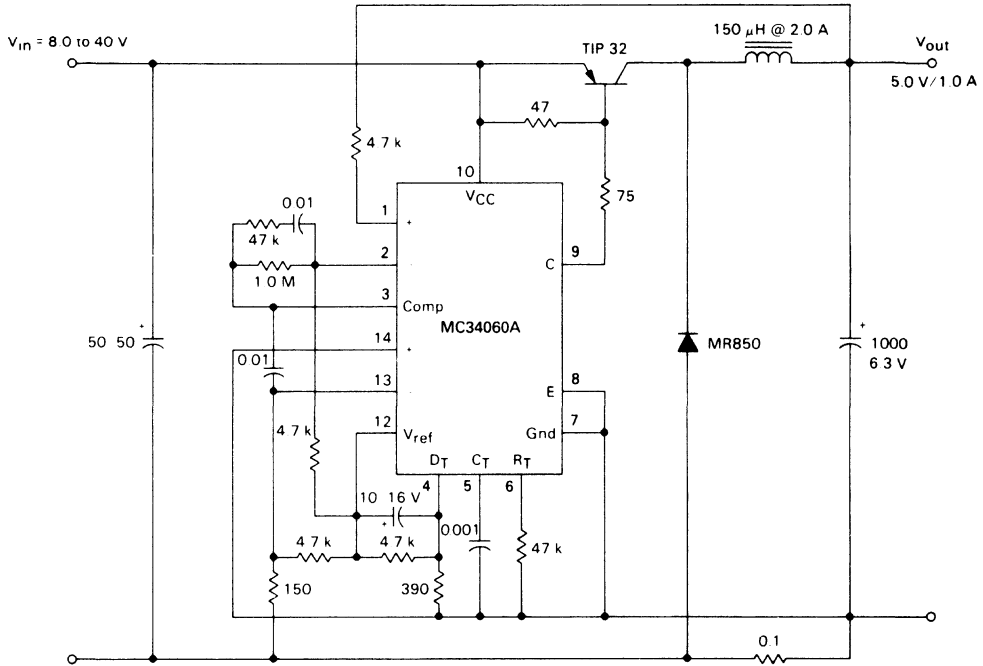 150 μH @ 2.0 A
Vin = 8.0 to 40 V
TIP 32
Vout
5.0 V/1.0 A
47
4.7 k
10
VCC
75
0 01
1
+
47 k
2
-
9
C
1 0 M
3
Comp
MC34060A
14
+
+
50 50
MR850
+
1000
6.3 V
0 01
13
8
E
12
Vref
7
Gnd
4 7 k
DT
CT
RT
4
5
6
10 16 V
+
0 001
4 7 k
4 7 k
47 k
150
390
0.1